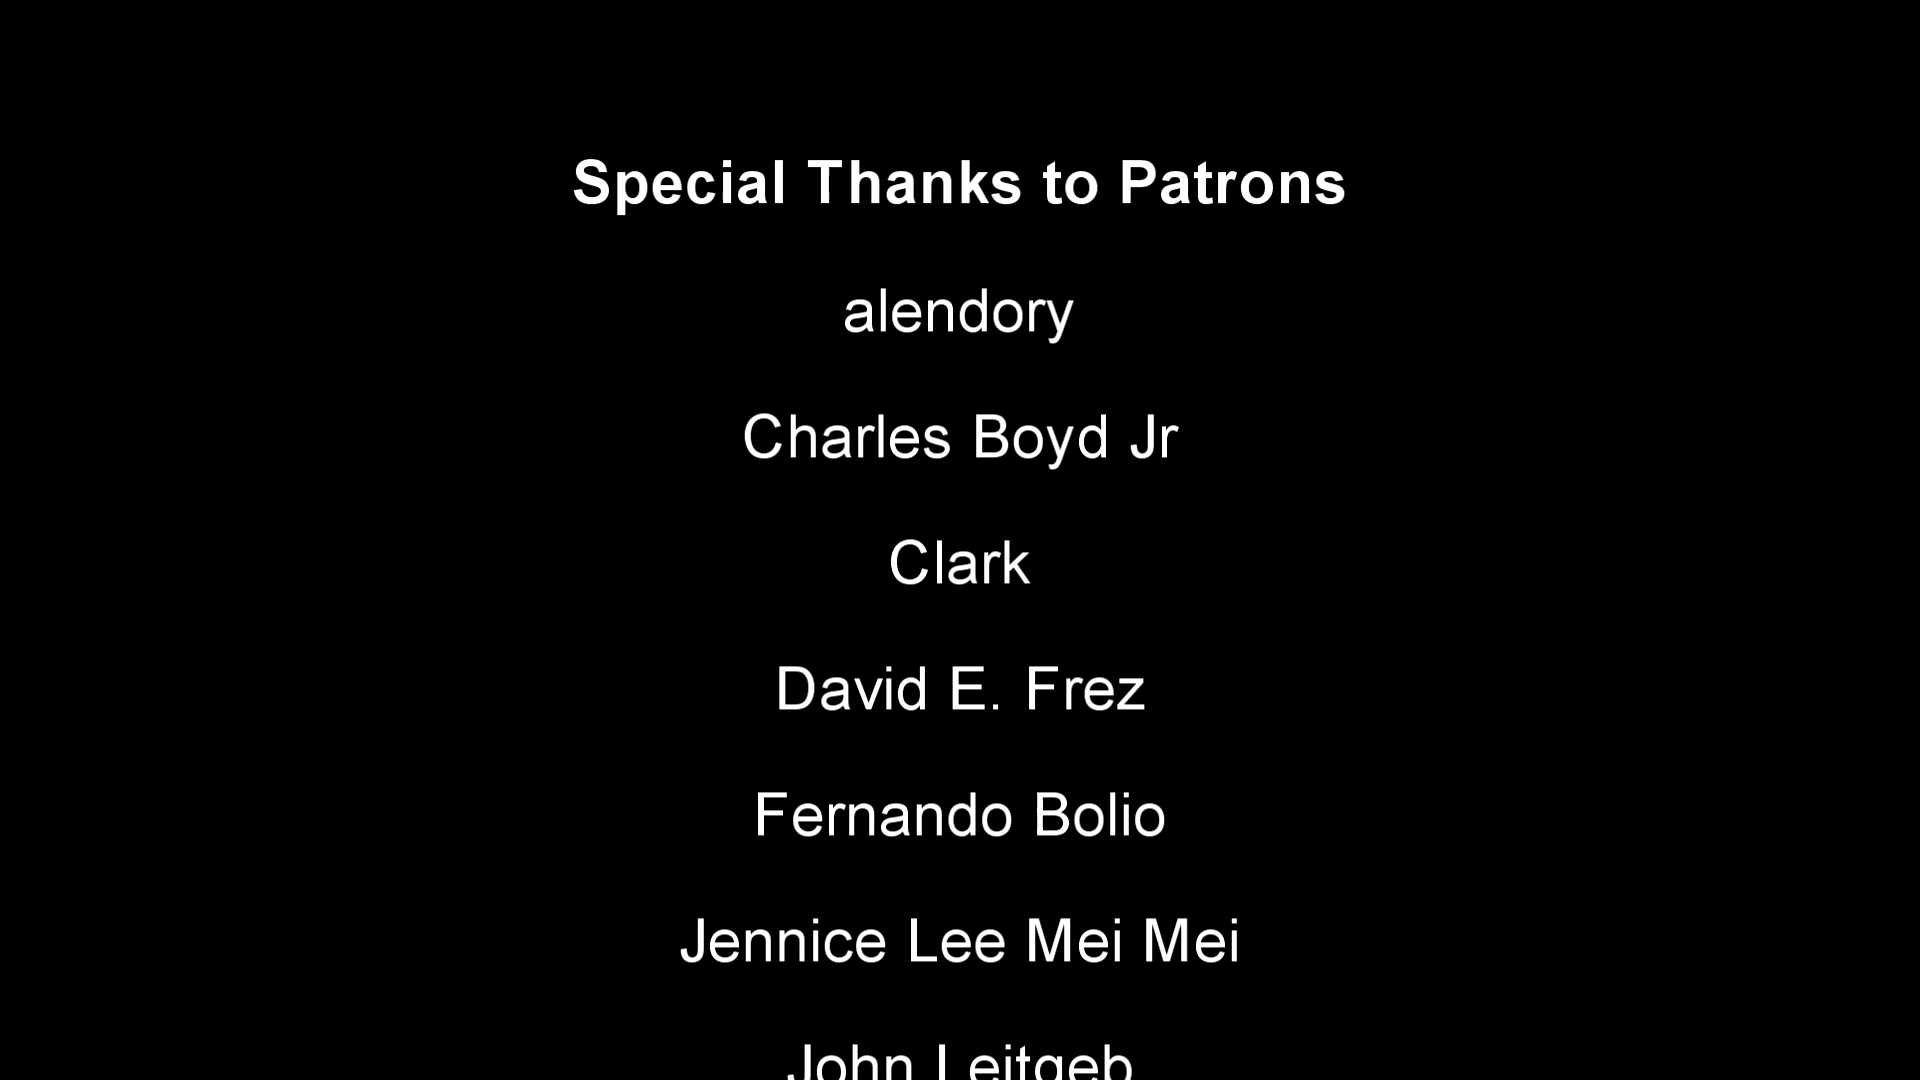 Special Thanks to Patrons
alendory
Charles Boyd Jr
Clark
David E. Frez
Fernando Bolio
Jennice Lee Mei Mei
John Leitgeb